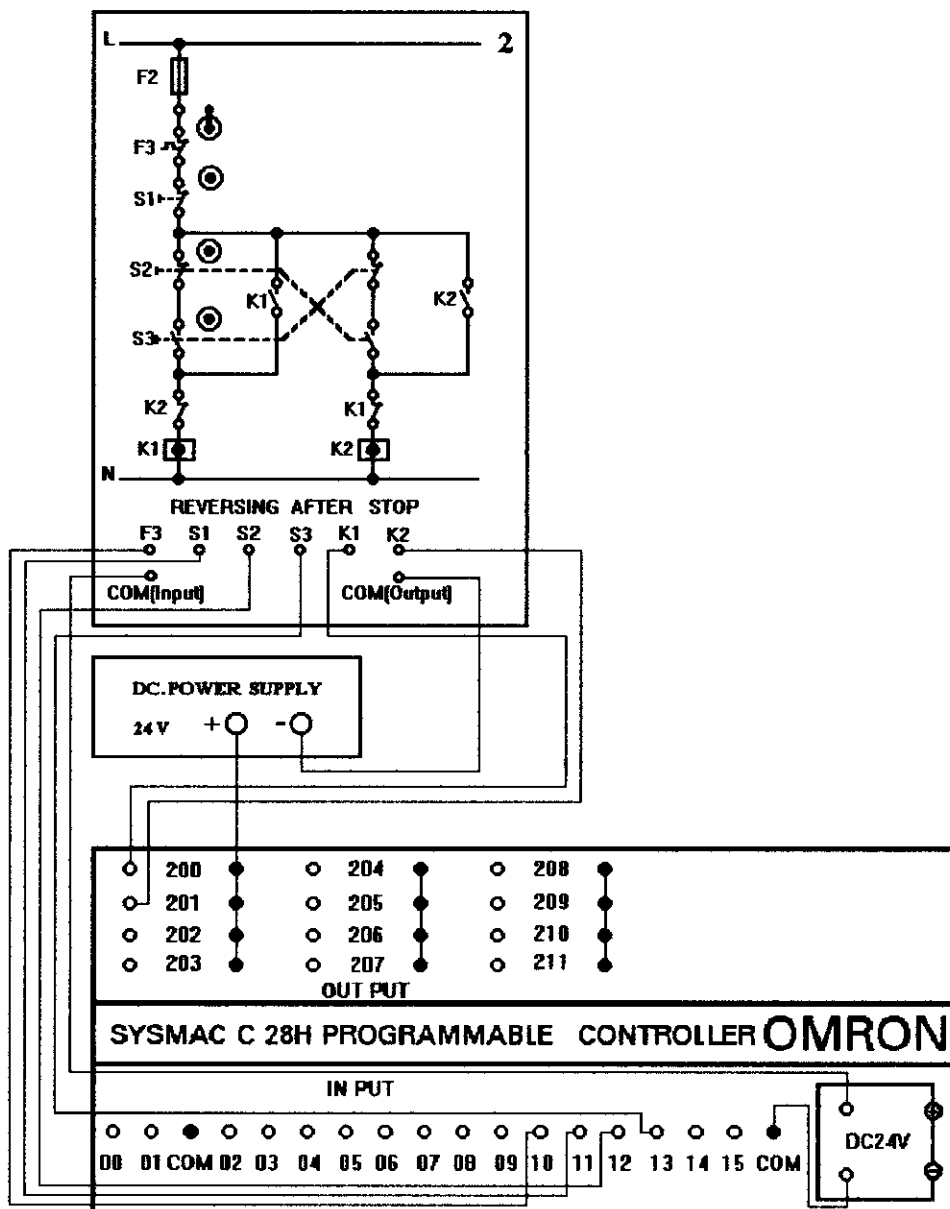 L 2
F2
F3
S1
S2
K1 K2
S3
K2 K1
K1 K2
N
REVERSING AFTER STOP
F3 S1 S2 S3 K1 K2
COM(Input) COM(Output)
DC.POWER SUPPLY
24 V + -
200 204 208
201 205 209
202 206 210
203 207 211
OUT PUT
SYSMAC C 28H PROGRAMMABLE CONTROLLER OMRON
IN PUT
DC24V
00 01 COM 02 03 04 05 06 07 08 09 10 11 12 13 14 15 COM